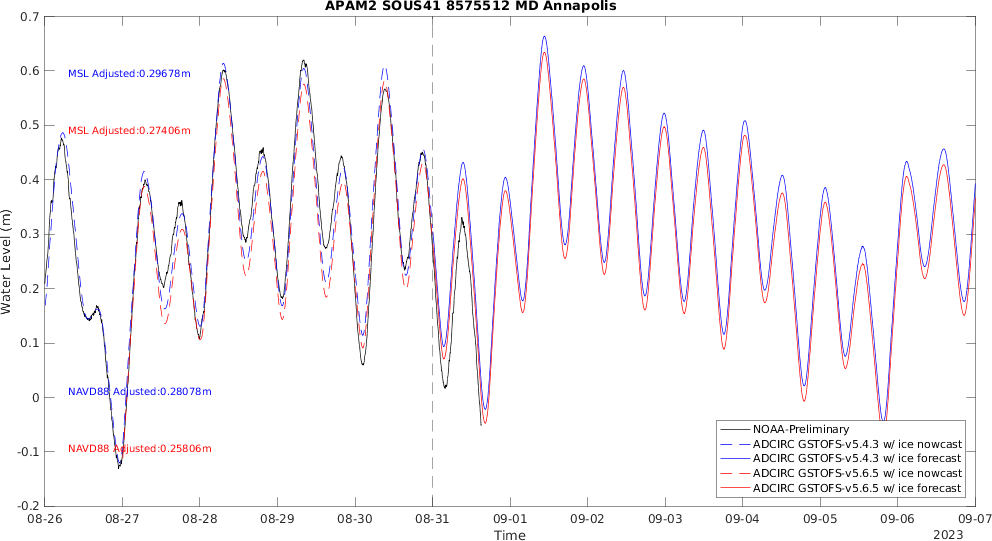 APAM2 SOUS41 8575512 MD Annapolis
0.7
0.6
0.5
0.4
0.3
0.2
0.1
0
-0.1
-0.2
Water Level (m)
MSL Adjusted:0.29678m
MSL Adjusted:0.27406m
NAVD88 Adjusted:0.28078m
NAVD88 Adjusted:0.25806m
NOAA-Preliminary
ADCIRC GSTOFS-v5.4.3 w/ ice nowcast
ADCIRC GSTOFS-v5.4.3 w/ ice forecast
ADCIRC GSTOFS-v5.6.5 w/ ice nowcast
ADCIRC GSTOFS-v5.6.5 w/ ice forecast
08-26 08-27 08-28 08-29 08-30 08-31 09-01 09-02 09-03 09-04 09-05 09-06 09-07
Time
2023